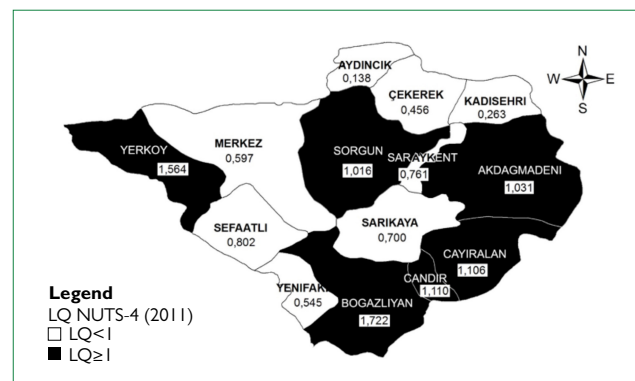 N
W E
S
AYDINCIK
0,138
ÇEKEREK
0,456
KADISEHRI
0,263
YERKOY
1,564
MERKEZ
0,597
SORGUN
1,016
SARAYKENT
0,761
AKDAGMADENI
1,031
SEFAATLI
0,802
SARIKAYA
0,700
CAYIRALAN
1,106
CANDIR
1,110
YENIFAKI
0,545
BOGAZLIYAN
1,722
Legend
LQ NUTS-4 (2011)
LQ<1
LQ≥1